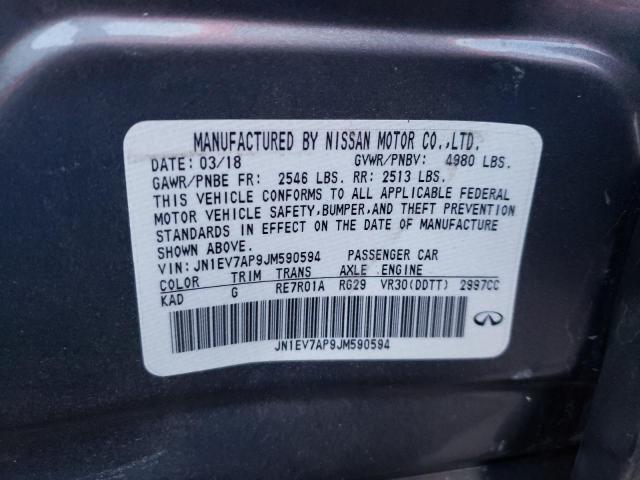 MANUFACTURED BY NISSAN MOTOR CO.,LTD.
DATE: 03/18 GVWR/PNBV: 4980 LBS.
GAWR/PNBE FR: 2546 LBS. RR: 2513 LBS.
THIS VEHICLE CONFORMS TO ALL APPLICABLE FEDERAL
MOTOR VEHICLE SAFETY,BUMPER,AND THEFT PREVENTION
STANDARDS IN EFFECT ON THE DATE OF MANUFACTURE
SHOWN ABOVE.
VIN: JN1EV7AP9JM590594 PASSENGER CAR
COLOR TRIM TRANS AXLE ENGINE
KAD G RE7R01A RG29 VR30(DDTT) 2997CC
JN1EV7AP9JM590594